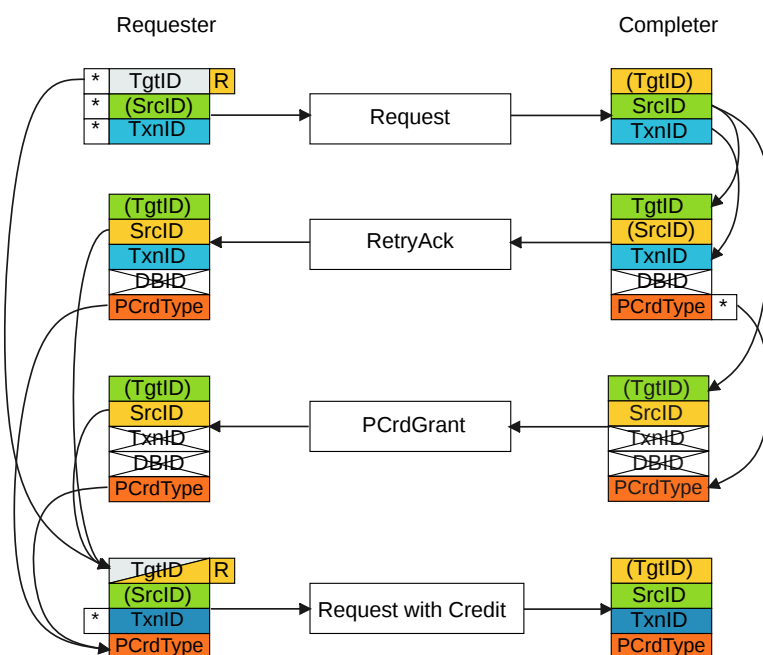 Requester
Completer
* TgtID R
* (SrcID)
* TxnID
Request
(TgtID)
SrcID
TxnID
(TgtID)
SrcID
TxnID
DBID
PCrdType
RetryAck
TgtID
(SrcID)
TxnID
DBID
PCrdType *
(TgtID)
SrcID
TxnID
DBID
PCrdType
PCrdGrant
(TgtID)
SrcID
TxnID
DBID
PCrdType
TgtID R
(SrcID)
* TxnID
PCrdType
Request with Credit
(TgtID)
SrcID
TxnID
PCrdType